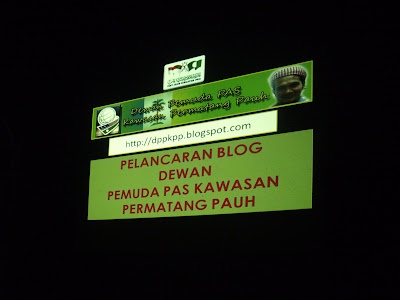 Dewan Pemuda PAS
Kawasan Permatang Pauh
http://dppkpp.blogspot.com
PELANCARAN BLOG
DEWAN
PEMUDA PAS KAWASAN
PERMATANG PAUH